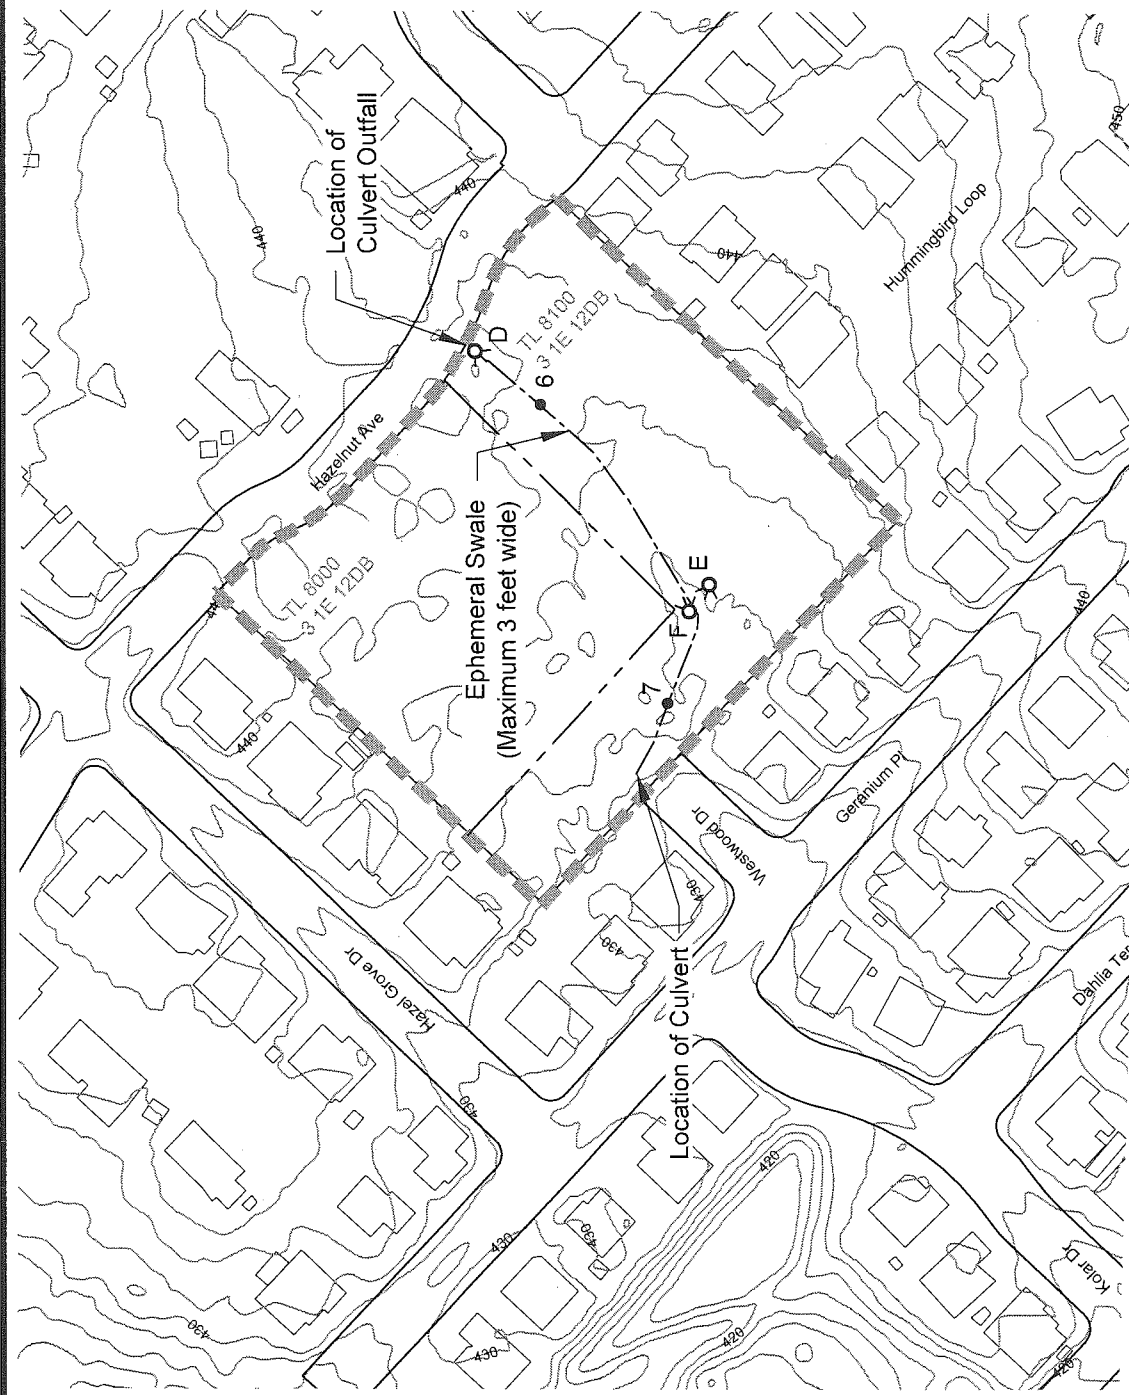 Location of
Culvert Outfall
440
440
440
450
Hummingbird Loop
TL 8100
3 1E 12DB
D
6
Hazelnut Ave
Ephemeral Swale
(Maximum 3 feet wide)
TL 8000
3 1E 12DB
E
F
7
440
440
Geranium Pl
Westwood Dr
430
430
Hazel Grove Dr
Location of Culvert
430
430
430
430
430
420
420
420
Kolar Dr